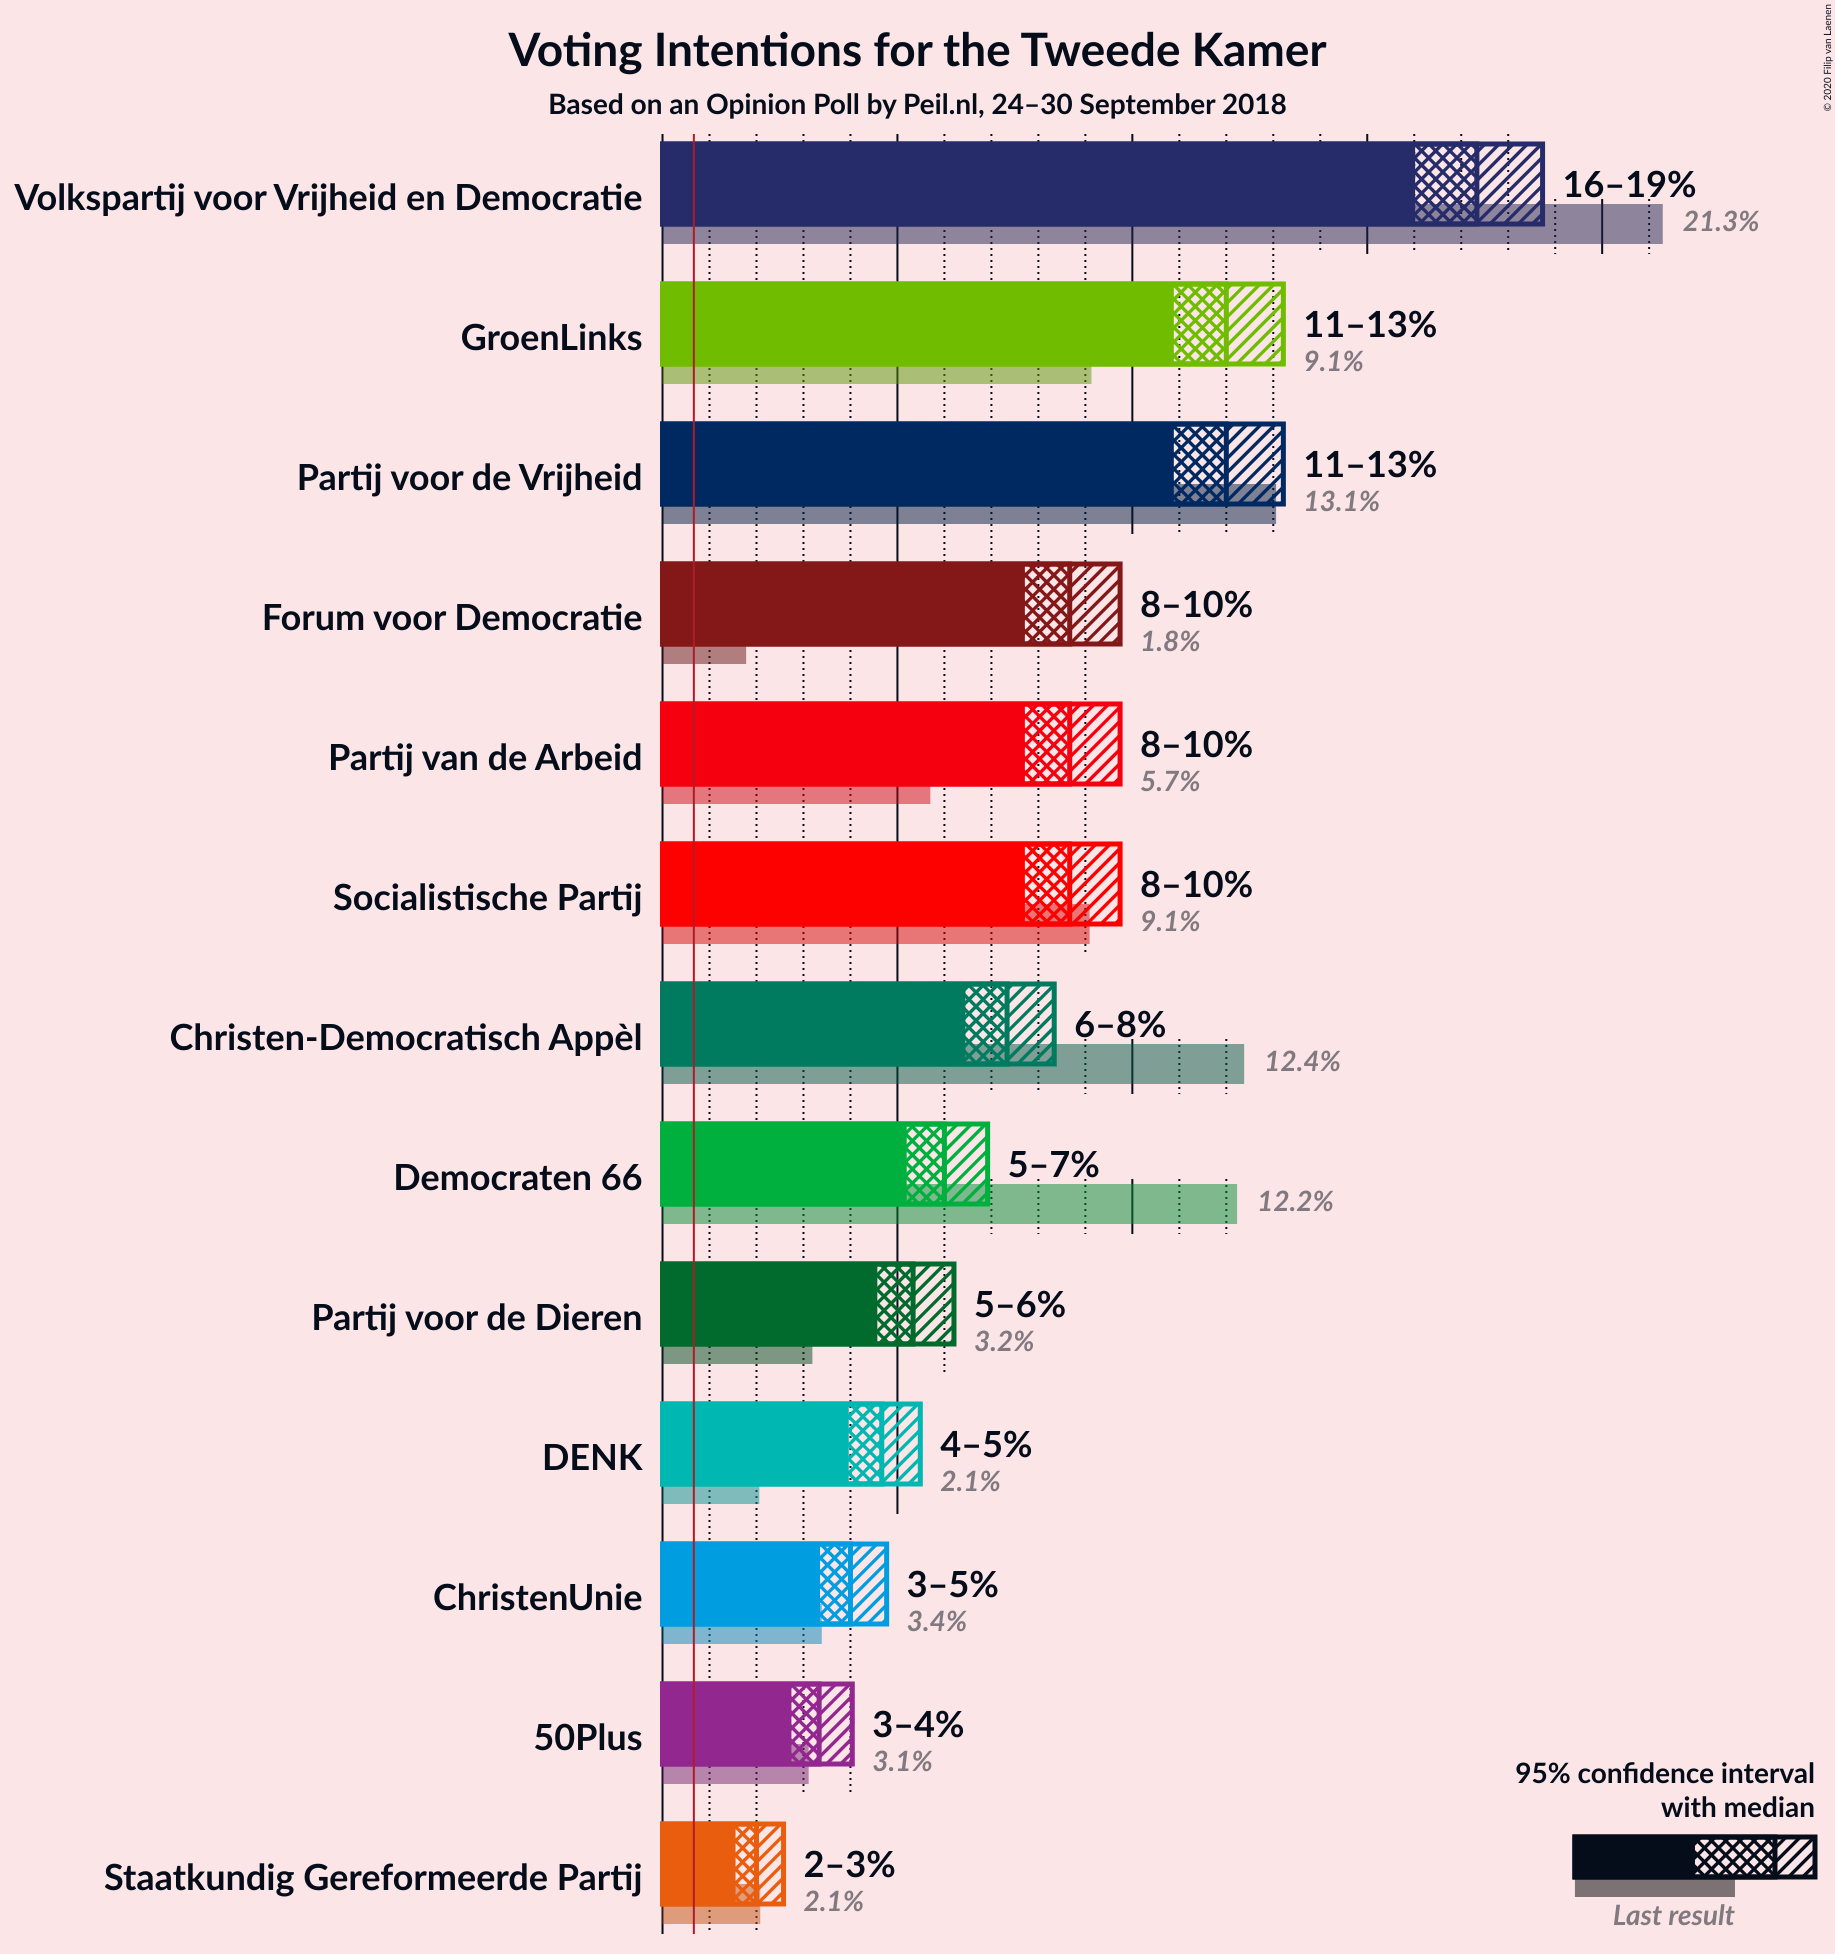 Voting Intentions for the Tweede Kamer
Based on an Opinion Poll by Peil.nl, 24–30 September 2018
© 2020 Filip van Laenen
Volkspartij voor Vrijheid en Democratie
16–19%
21.3%
GroenLinks
11–13%
9.1%
Partij voor de Vrijheid
11–13%
13.1%
Forum voor Democratie
8–10%
1.8%
Partij van de Arbeid
8–10%
5.7%
Socialistische Partij
8–10%
9.1%
Christen-Democratisch Appèl
6–8%
12.4%
Democraten 66
5–7%
12.2%
Partij voor de Dieren
5–6%
3.2%
DENK
4–5%
2.1%
ChristenUnie
3–5%
3.4%
50Plus
3–4%
3.1%
Staatkundig Gereformeerde Partij
2–3%
2.1%
95% confidence interval
with median
Last result